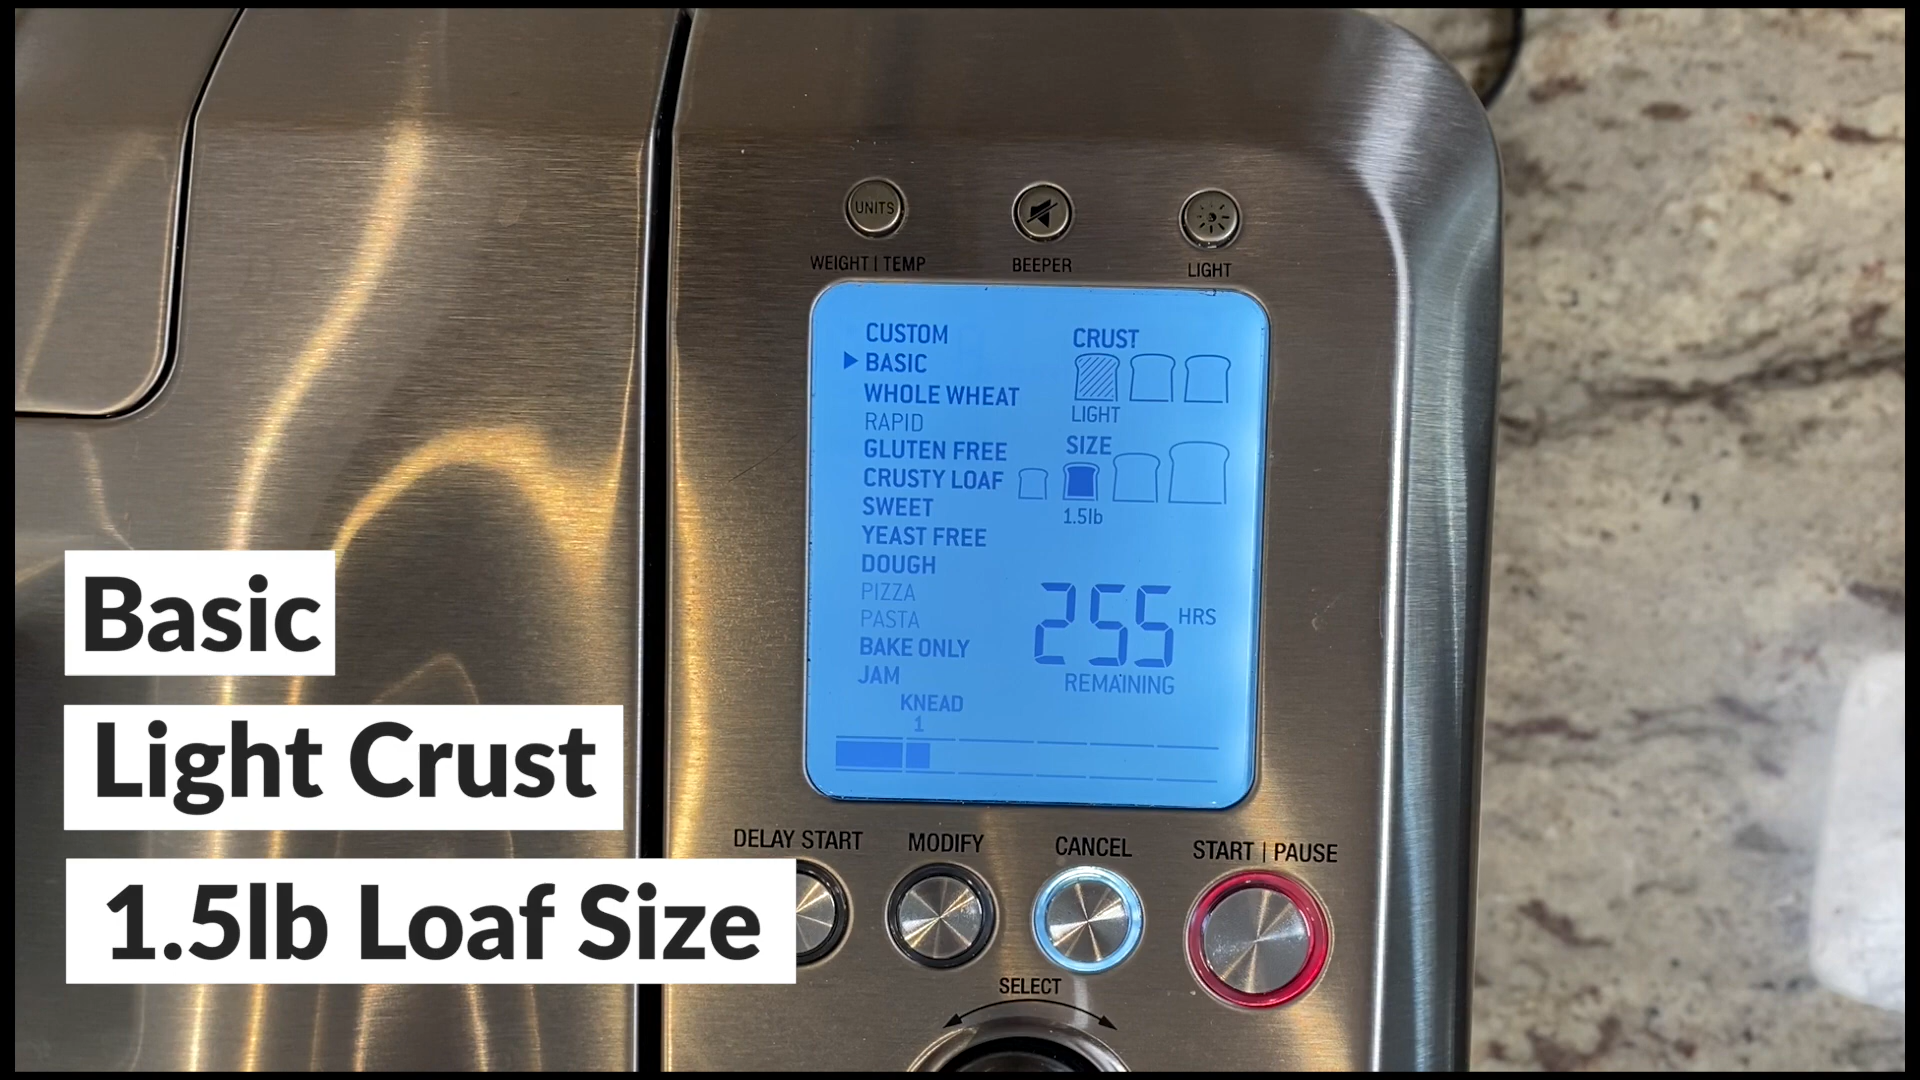 UNITS
WEIGHT | TEMP
BEEPER
LIGHT
CUSTOM
BASIC
WHOLE WHEAT
RAPID
GLUTEN FREE
CRUSTY LOAF
SWEET
YEAST FREE
DOUGH
PIZZA
PASTA
BAKE ONLY
JAM
CRUST
LIGHT
SIZE
1.5lb
255 HRS
REMAINING
KNEAD
1
DELAY START
MODIFY
CANCEL
START | PAUSE
SELECT
Basic
Light Crust
1.5lb Loaf Size